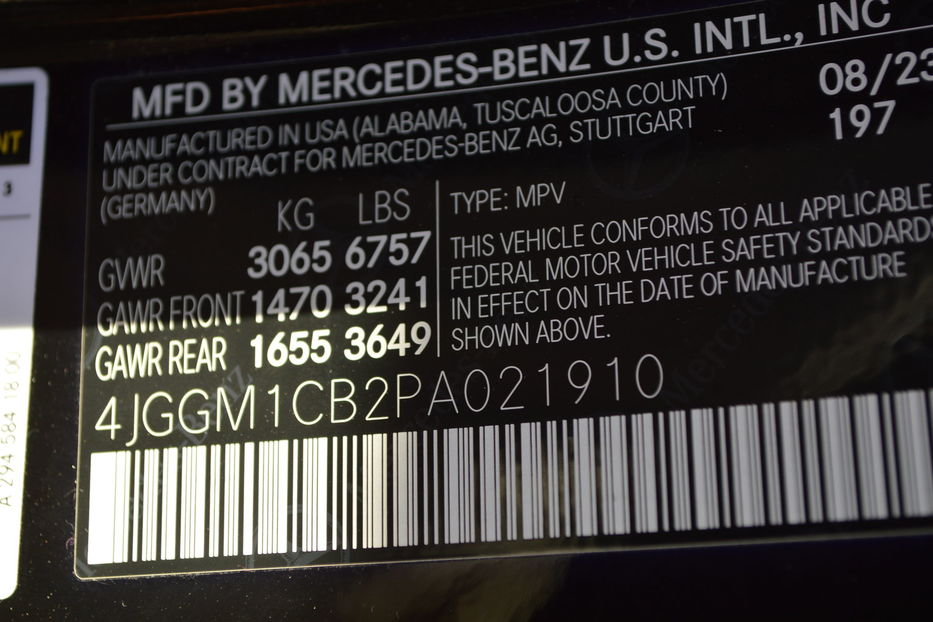 MFD BY MERCEDES-BENZ U.S. INTL., INC
MANUFACTURED IN USA (ALABAMA, TUSCALOOSA COUNTY)
UNDER CONTRACT FOR MERCEDES-BENZ AG, STUTTGART
(GERMANY)
08/23
197
KG LBS
GVWR 3065 6757
GAWR FRONT 1470 3241
GAWR REAR 1655 3649
TYPE: MPV
THIS VEHICLE CONFORMS TO ALL APPLICABLE
FEDERAL MOTOR VEHICLE SAFETY STANDARDS
IN EFFECT ON THE DATE OF MANUFACTURE
SHOWN ABOVE.
4JGGM1CB2PA021910
NT
3
A 294 584 18 00